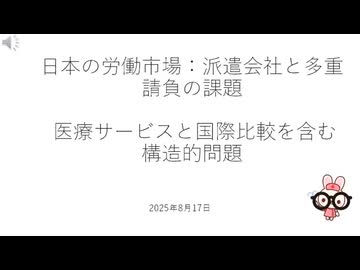 日本の労働市場：派遣会社と多重
請負の課題
医療サービスと国際比較を含む
構造的問題
2025年8月17日